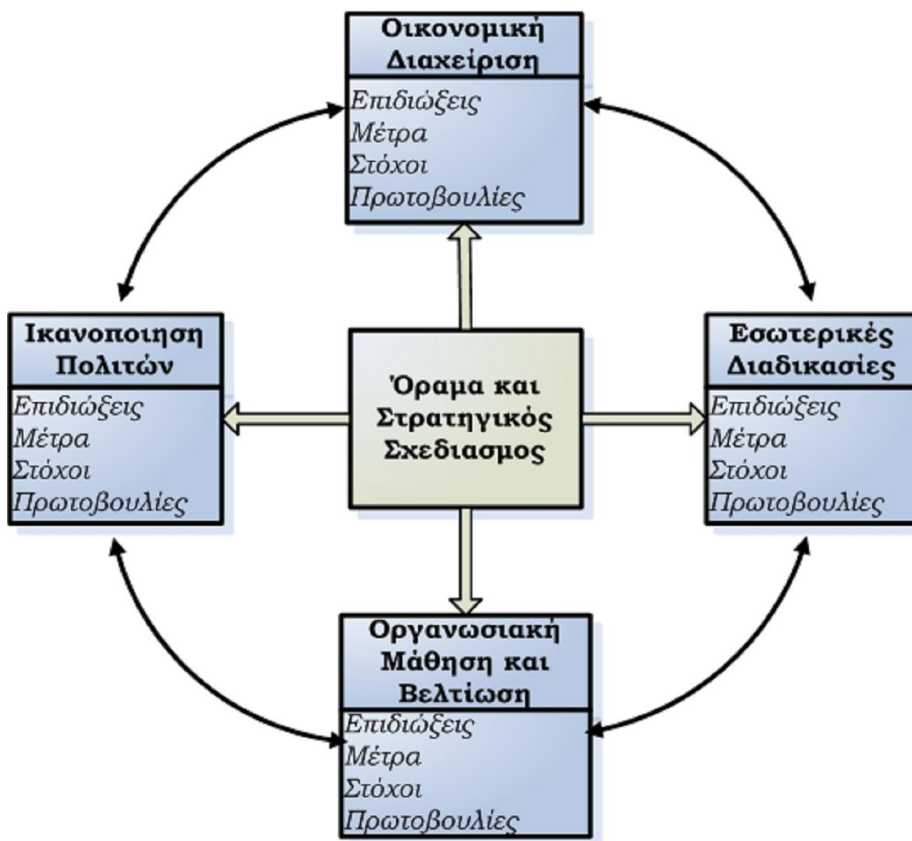 Οικονομική
Διαχείριση
Επιδιώξεις
Μέτρα
Στόχοι
Πρωτοβουλίες
Ικανοποιηση
Πολιτών
Επιδιώξεις
Μέτρα
Στόχοι
Πρωτοβουλίες
Όραμα και
Στρατηγικός
Σχεδιασμος
Εσωτερικές
Διαδικασίες
Επιδιώξεις
Μέτρα
Στόχοι
Πρωτοβουλίες
Οργανωσιακή
Μάθηση και
Βελτίωση
Επιδιώξεις
Μέτρα
Στόχοι
Πρωτοβουλίες